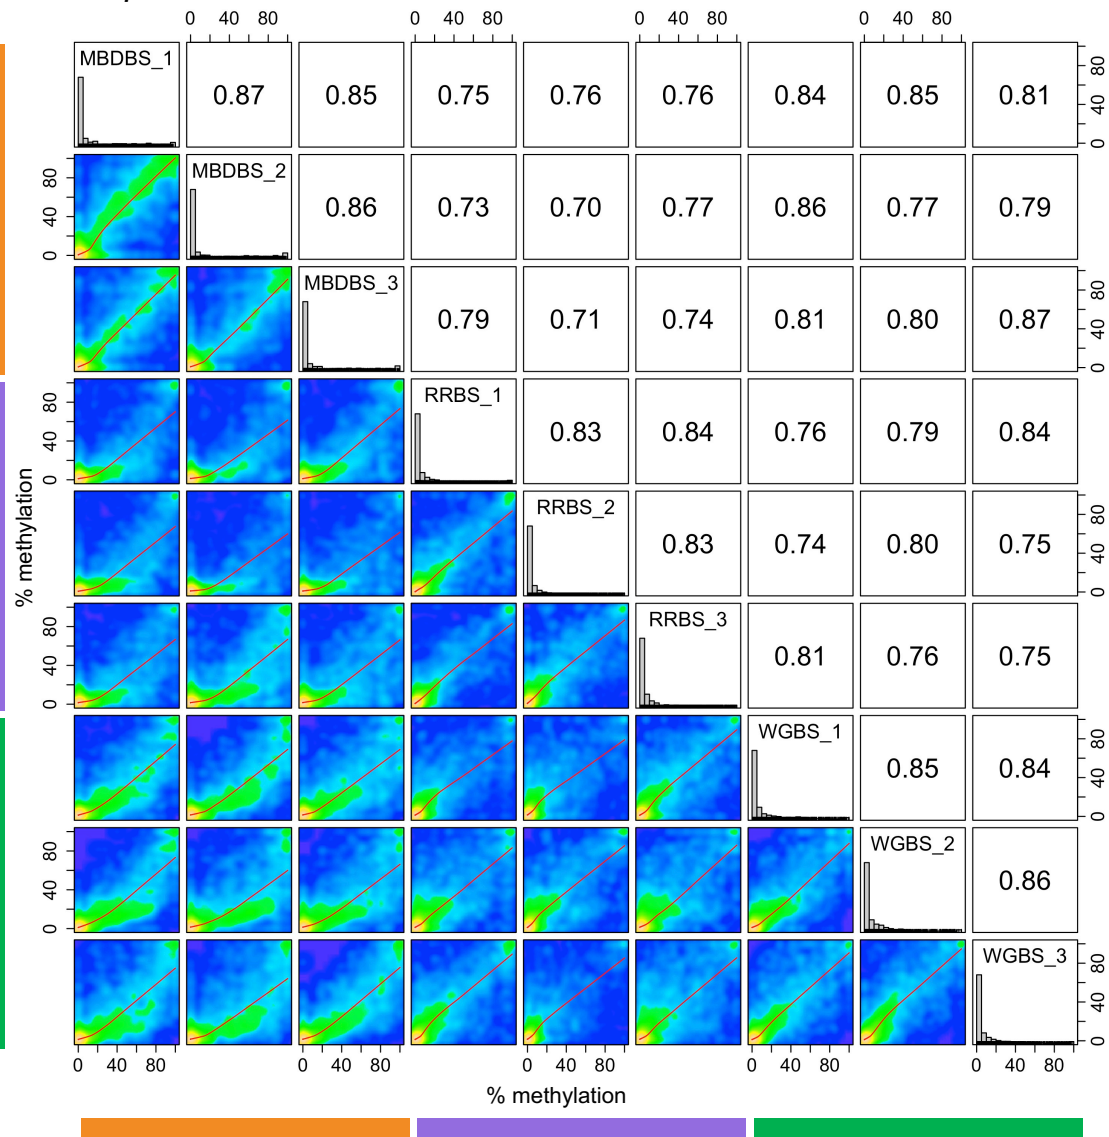 0 40 80 0 40 80 0 40 80 0 40 80
MBDBS_1 0.87 0.85 0.75 0.76 0.76 0.84 0.85 0.81 0 40 80
0 40 80 MBDBS_2 0.86 0.73 0.70 0.77 0.86 0.77 0.79
MBDBS_3 0.79 0.71 0.74 0.81 0.80 0.87 0 40 80
0 40 80 RRBS_1 0.83 0.84 0.76 0.79 0.84
RRBS_2 0.83 0.74 0.80 0.75 0 40 80
0 40 80 RRBS_3 0.81 0.76 0.75
WGBS_1 0.85 0.84 0 40 80
0 40 80 WGBS_2 0.86
WGBS_3 0 40 80
% methylation
0 40 80 0 40 80 0 40 80 0 40 80 0 40 80
% methylation